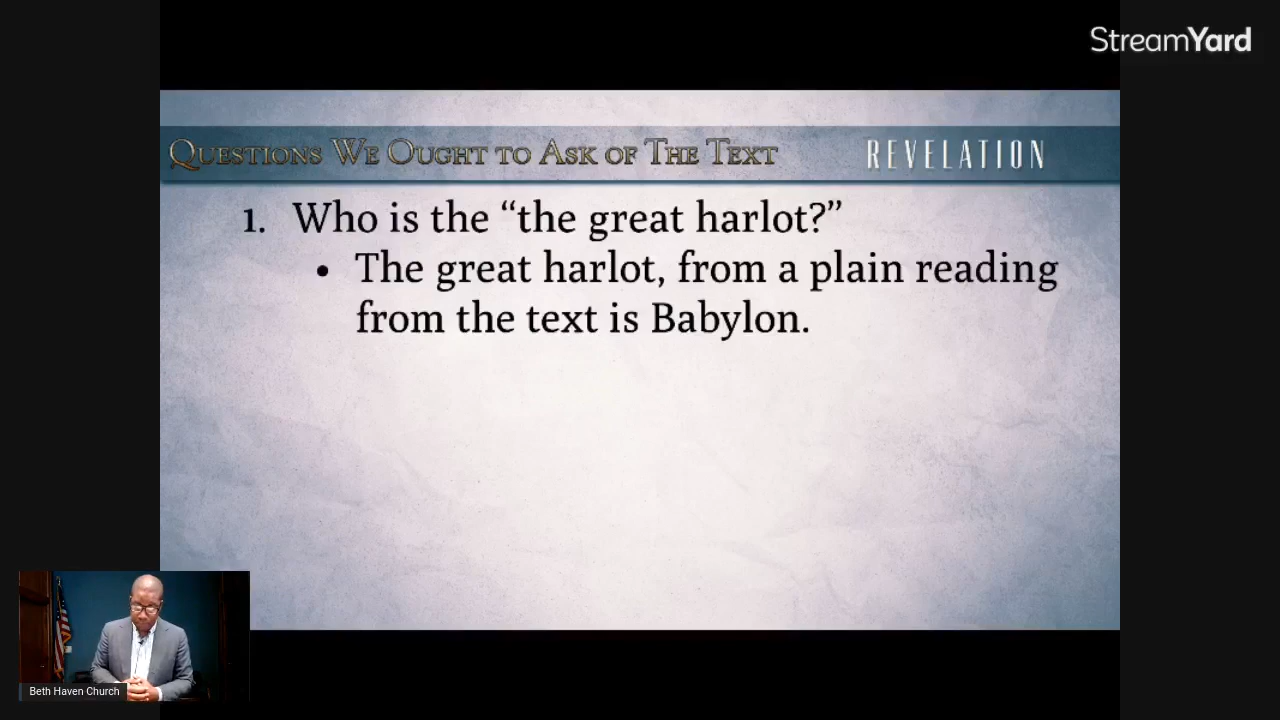 StreamYard
QUESTIONS WE OUGHT TO ASK OF THE TEXT
REVELATION
1. Who is the “the great harlot?”
• The great harlot, from a plain reading
from the text is Babylon.
Beth Haven Church